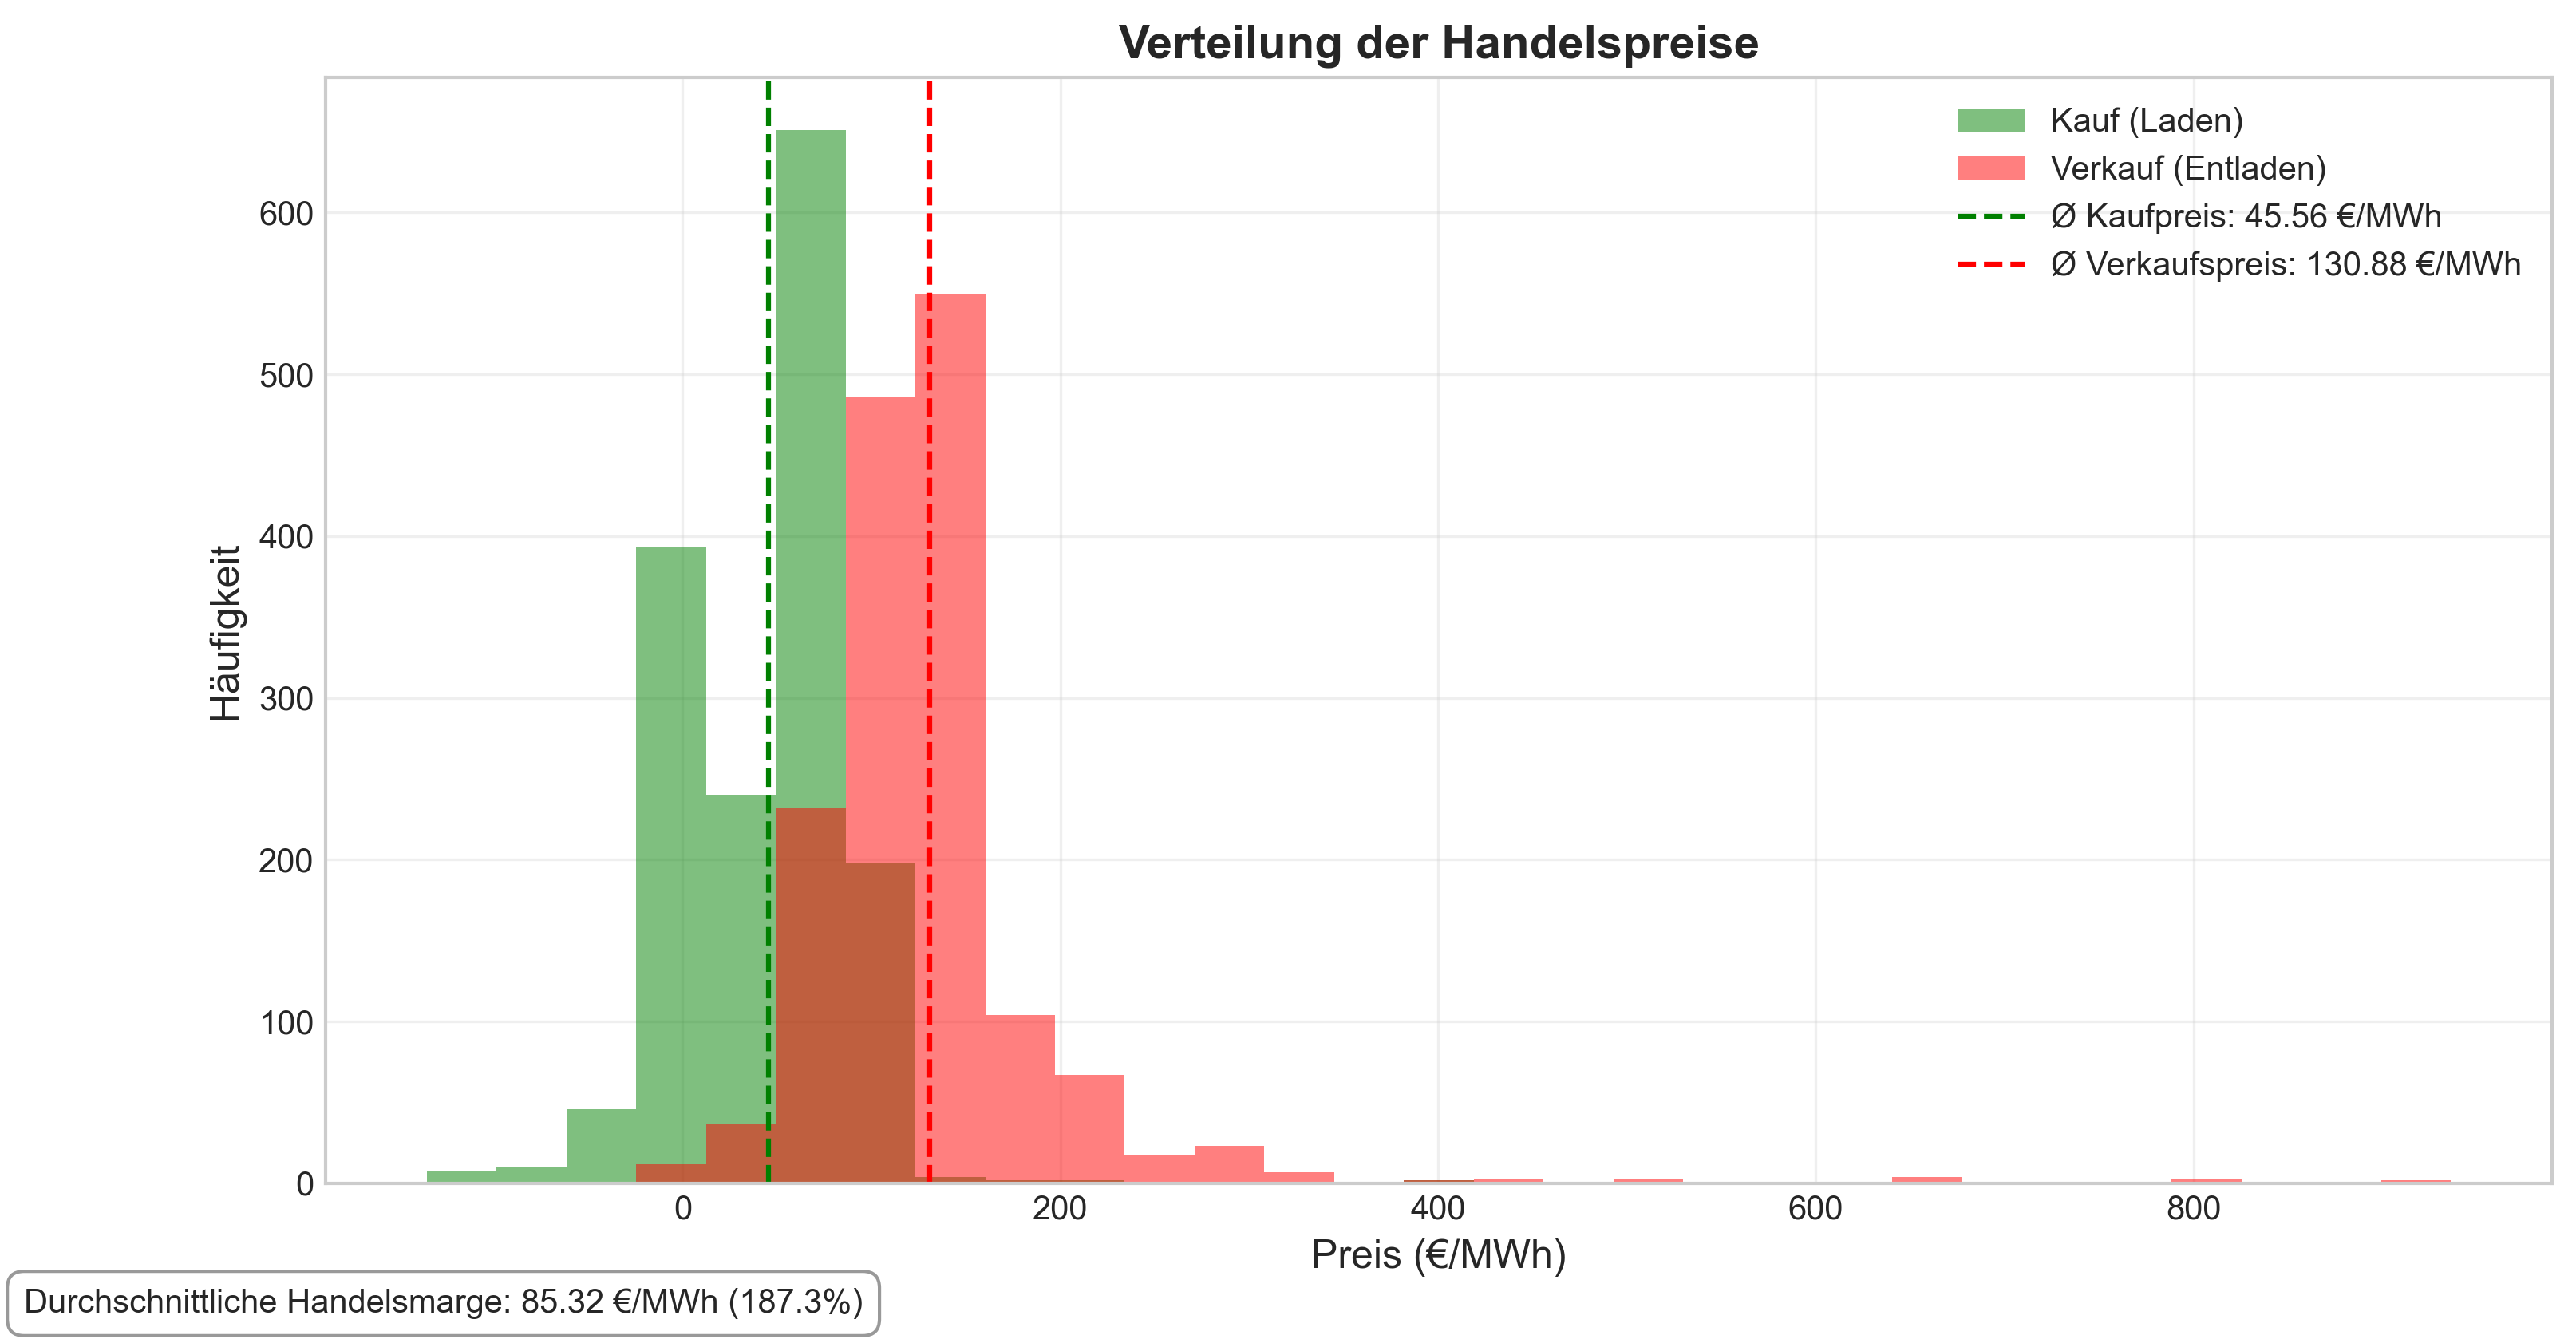 Verteilung der Handelspreise
Kauf (Laden)
Verkauf (Entladen)
Ø Kaufpreis: 45.56 €/MWh
Ø Verkaufspreis: 130.88 €/MWh
Häufigkeit
600
500
400
300
200
100
0
0 200 400 600 800
Preis (€/MWh)
Durchschnittliche Handelsmarge: 85.32 €/MWh (187.3%)